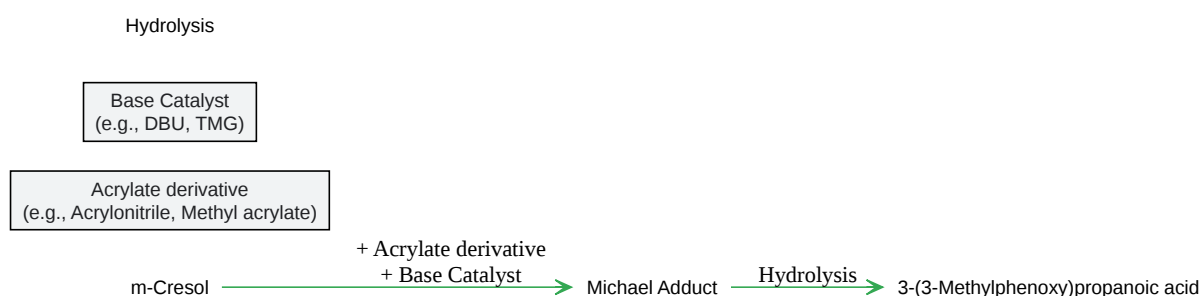 Hydrolysis
Base Catalyst
(e.g., DBU, TMG)
Acrylate derivative
(e.g., Acrylonitrile, Methyl acrylate)
+ Acrylate derivative
+ Base Catalyst
Hydrolysis
m-Cresol
Michael Adduct
3-(3-Methylphenoxy)propanoic acid